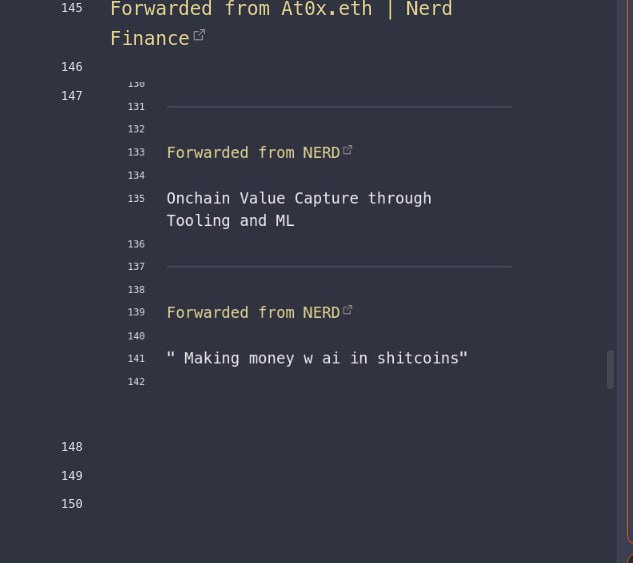 145 Forwarded from At0x.eth | Nerd
Finance
146
147
130
131
132
133 Forwarded from NERD
134
135 Onchain Value Capture through
Tooling and ML
136
137
138
139 Forwarded from NERD
140
141 " Making money w ai in shitcoins"
142
148
149
150